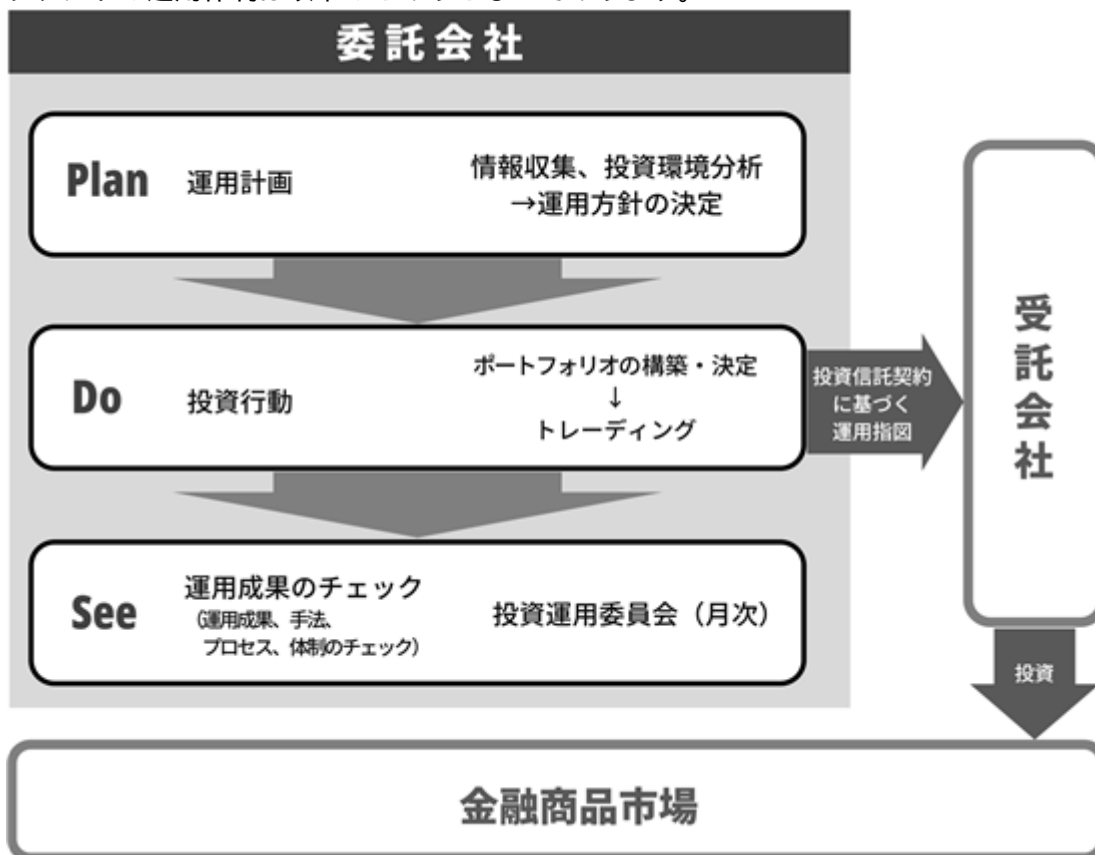 委託会社
Plan 運用計画
情報収集、投資環境分析
→運用方針の決定
Do 投資行動
ポートフォリオの構築・決定
↓
トレーディング
投資信託契約
に基づく
運用指図
受託会社
See
運用成果のチェック
(運用成果、手法、
プロセス、体制のチェック)
投資運用委員会（月次）
投資
金融商品市場